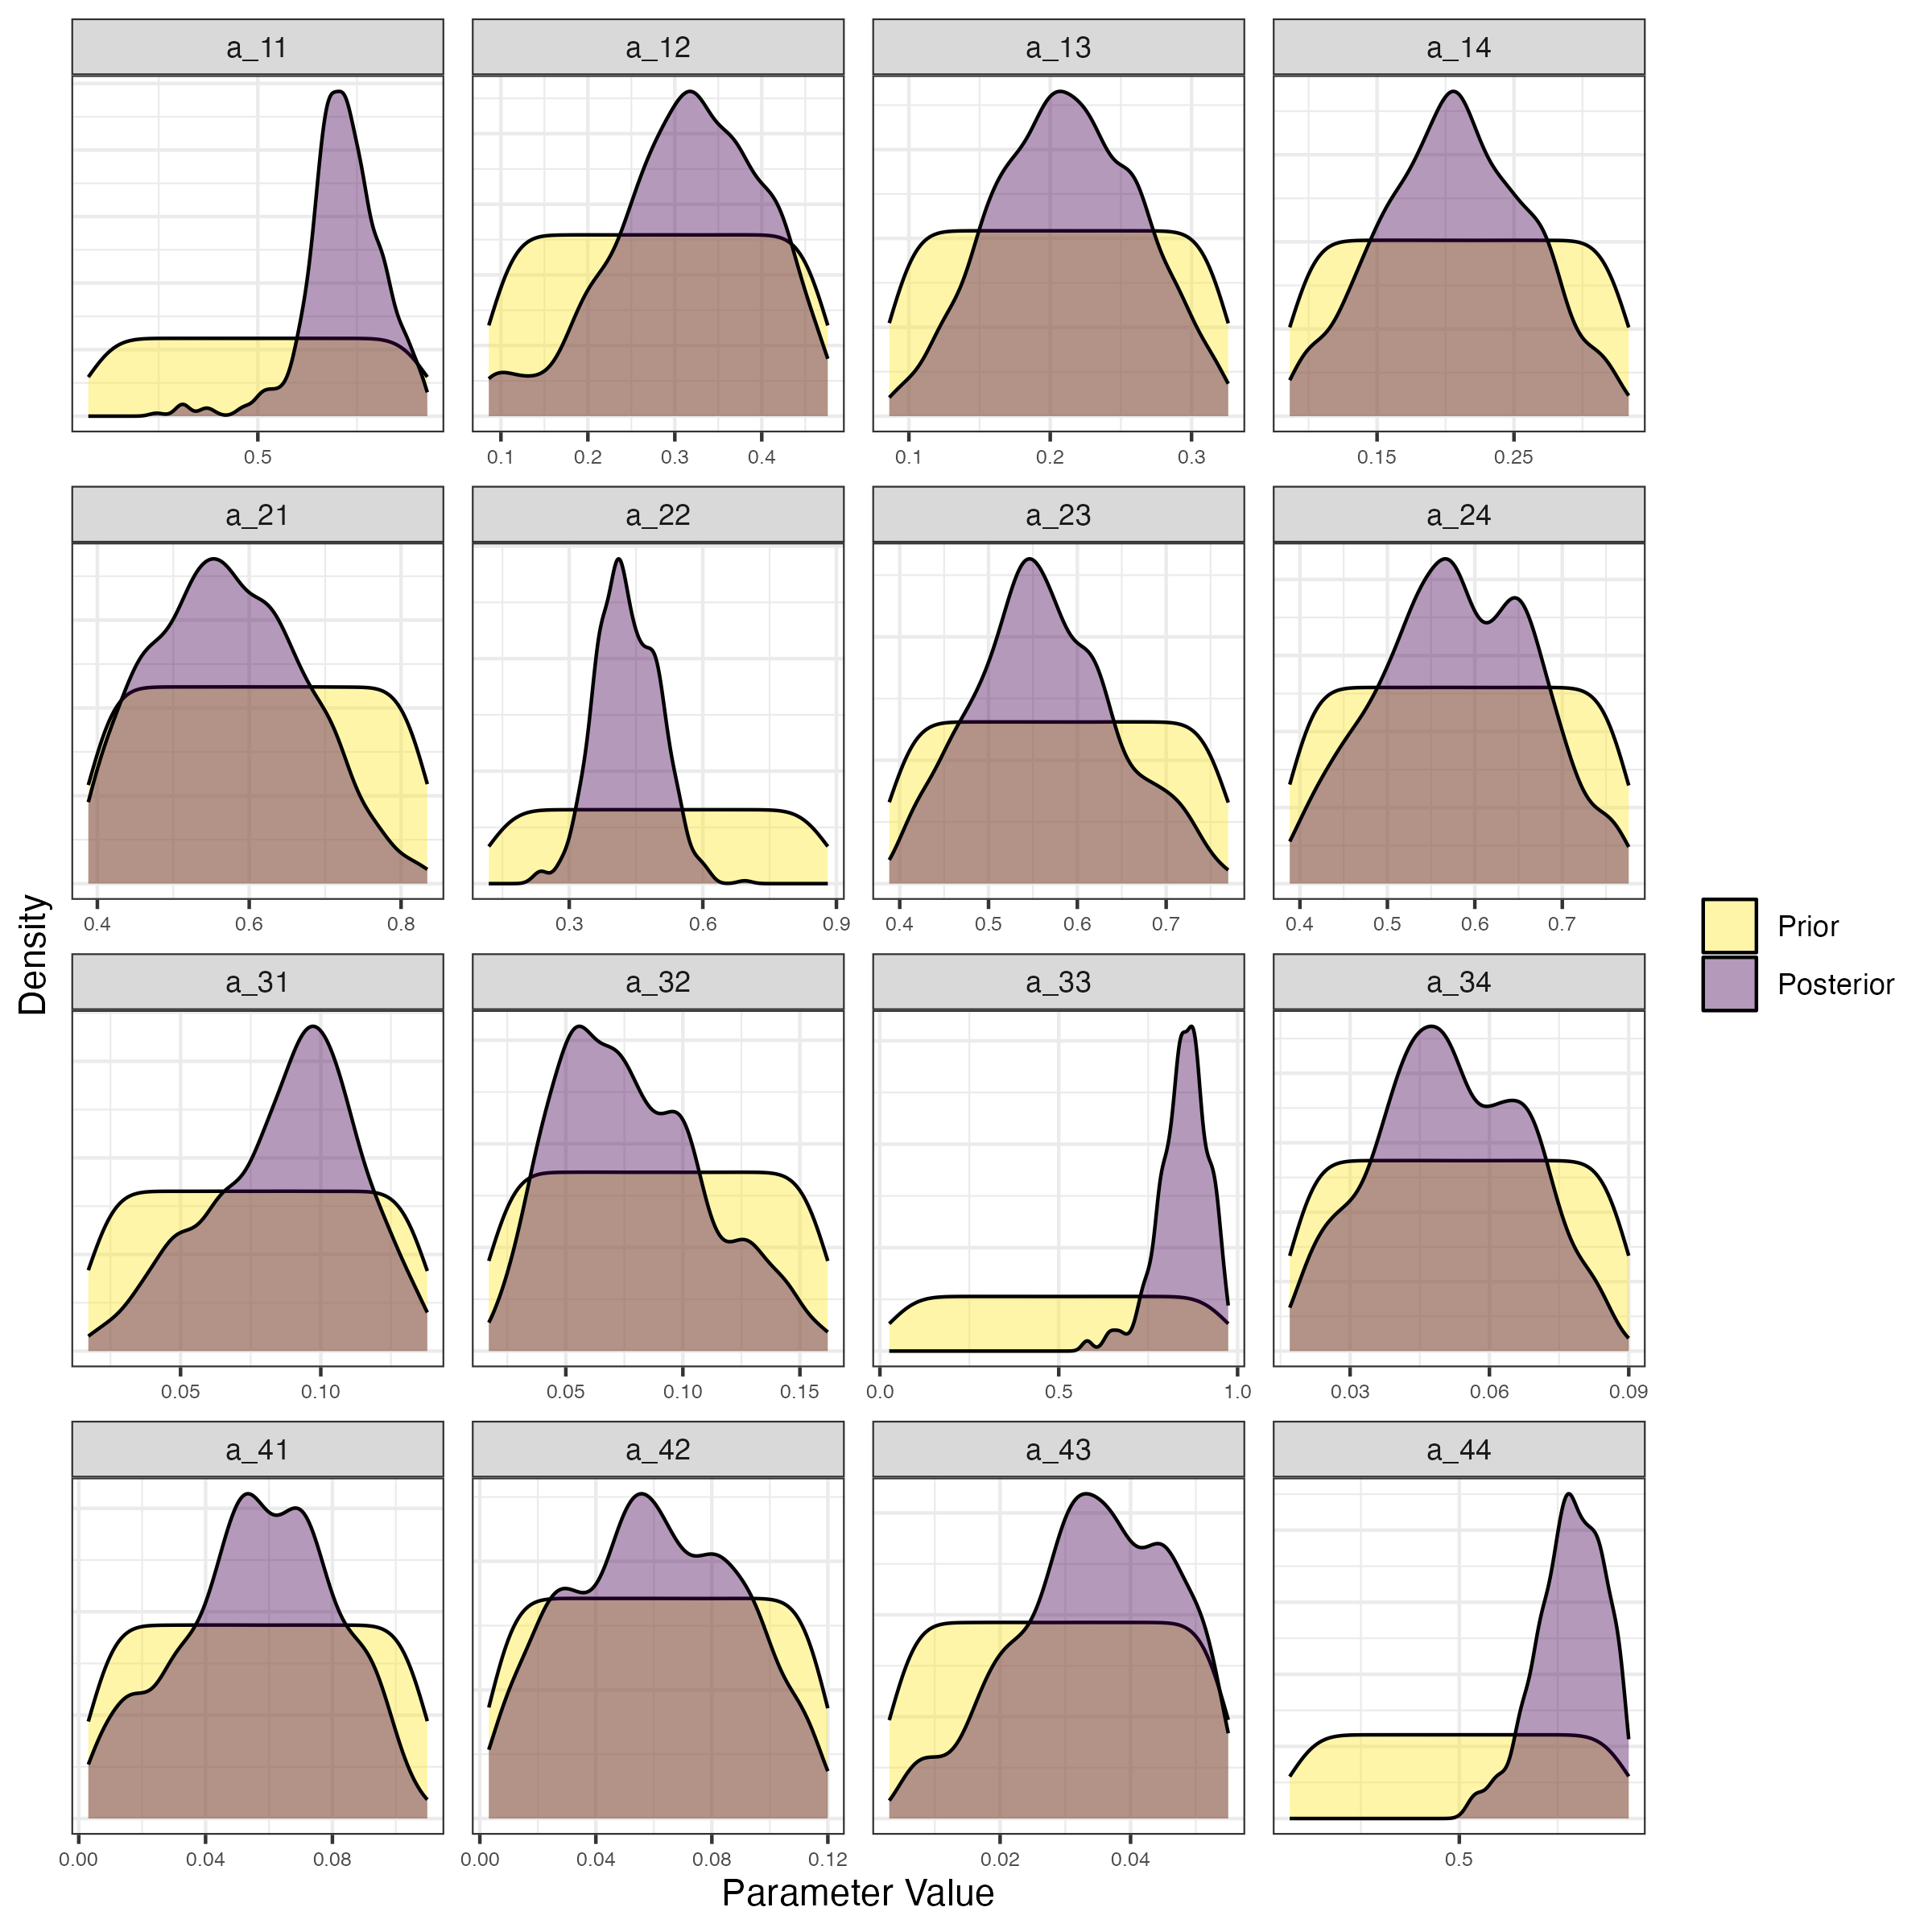 a_11 a_12 a_13 a_14
0.5 0.1 0.2 0.3 0.4 0.1 0.2 0.3 0.15 0.25
a_21 a_22 a_23 a_24
0.4 0.6 0.8 0.3 0.6 0.9 0.4 0.5 0.6 0.7 0.4 0.5 0.6 0.7
Density
Prior
Posterior
a_31 a_32 a_33 a_34
0.05 0.10 0.05 0.10 0.15 0.0 0.5 1.0 0.03 0.06 0.09
a_41 a_42 a_43 a_44
0.00 0.04 0.08 0.00 0.04 0.08 0.12 0.02 0.04 0.5
Parameter Value